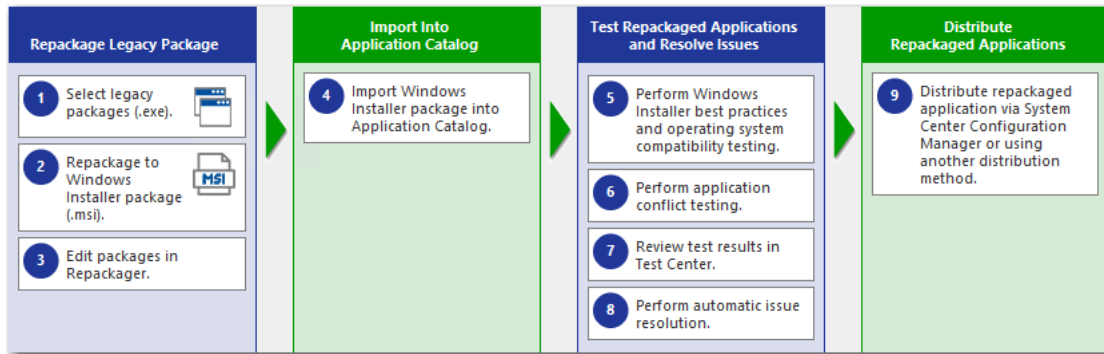 Repackage Legacy Package
1
Select legacy
packages (.exe).
2
Repackage to
Windows
Installer package
(.msi).
MSI
3
Edit packages in
Repackager.
Import Into
Application Catalog
4
Import Windows
Installer package into
Application Catalog.
Test Repackaged Applications
and Resolve Issues
5
Perform Windows
Installer best practices
and operating system
compatibility testing.
6
Perform application
conflict testing.
7
Review test results in
Test Center.
8
Perform automatic issue
resolution.
Distribute
Repackaged Applications
9
Distribute repackaged
application via System
Center Configuration
Manager or using
another distribution
method.